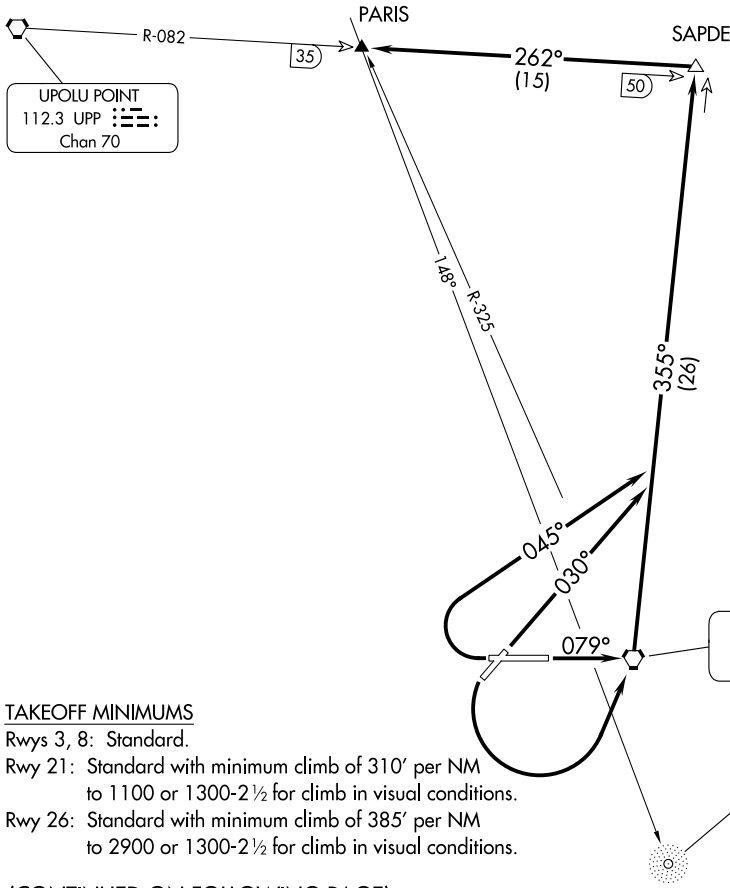 PARIS
SAPDE
R-082
35
262°
(15)
50
UPOLU POINT
112.3 UPP
Chan 70
148°
R-325
355°
(26)
045°
030°
079°
TAKEOFF MINIMUMS
Rwys 3, 8: Standard.
Rwy 21: Standard with minimum climb of 310' per NM
to 1100 or 1300-2½ for climb in visual conditions.
Rwy 26: Standard with minimum climb of 385' per NM
to 2900 or 1300-2½ for climb in visual conditions.
(CONTINUED ON FOLLOWING PAGE)